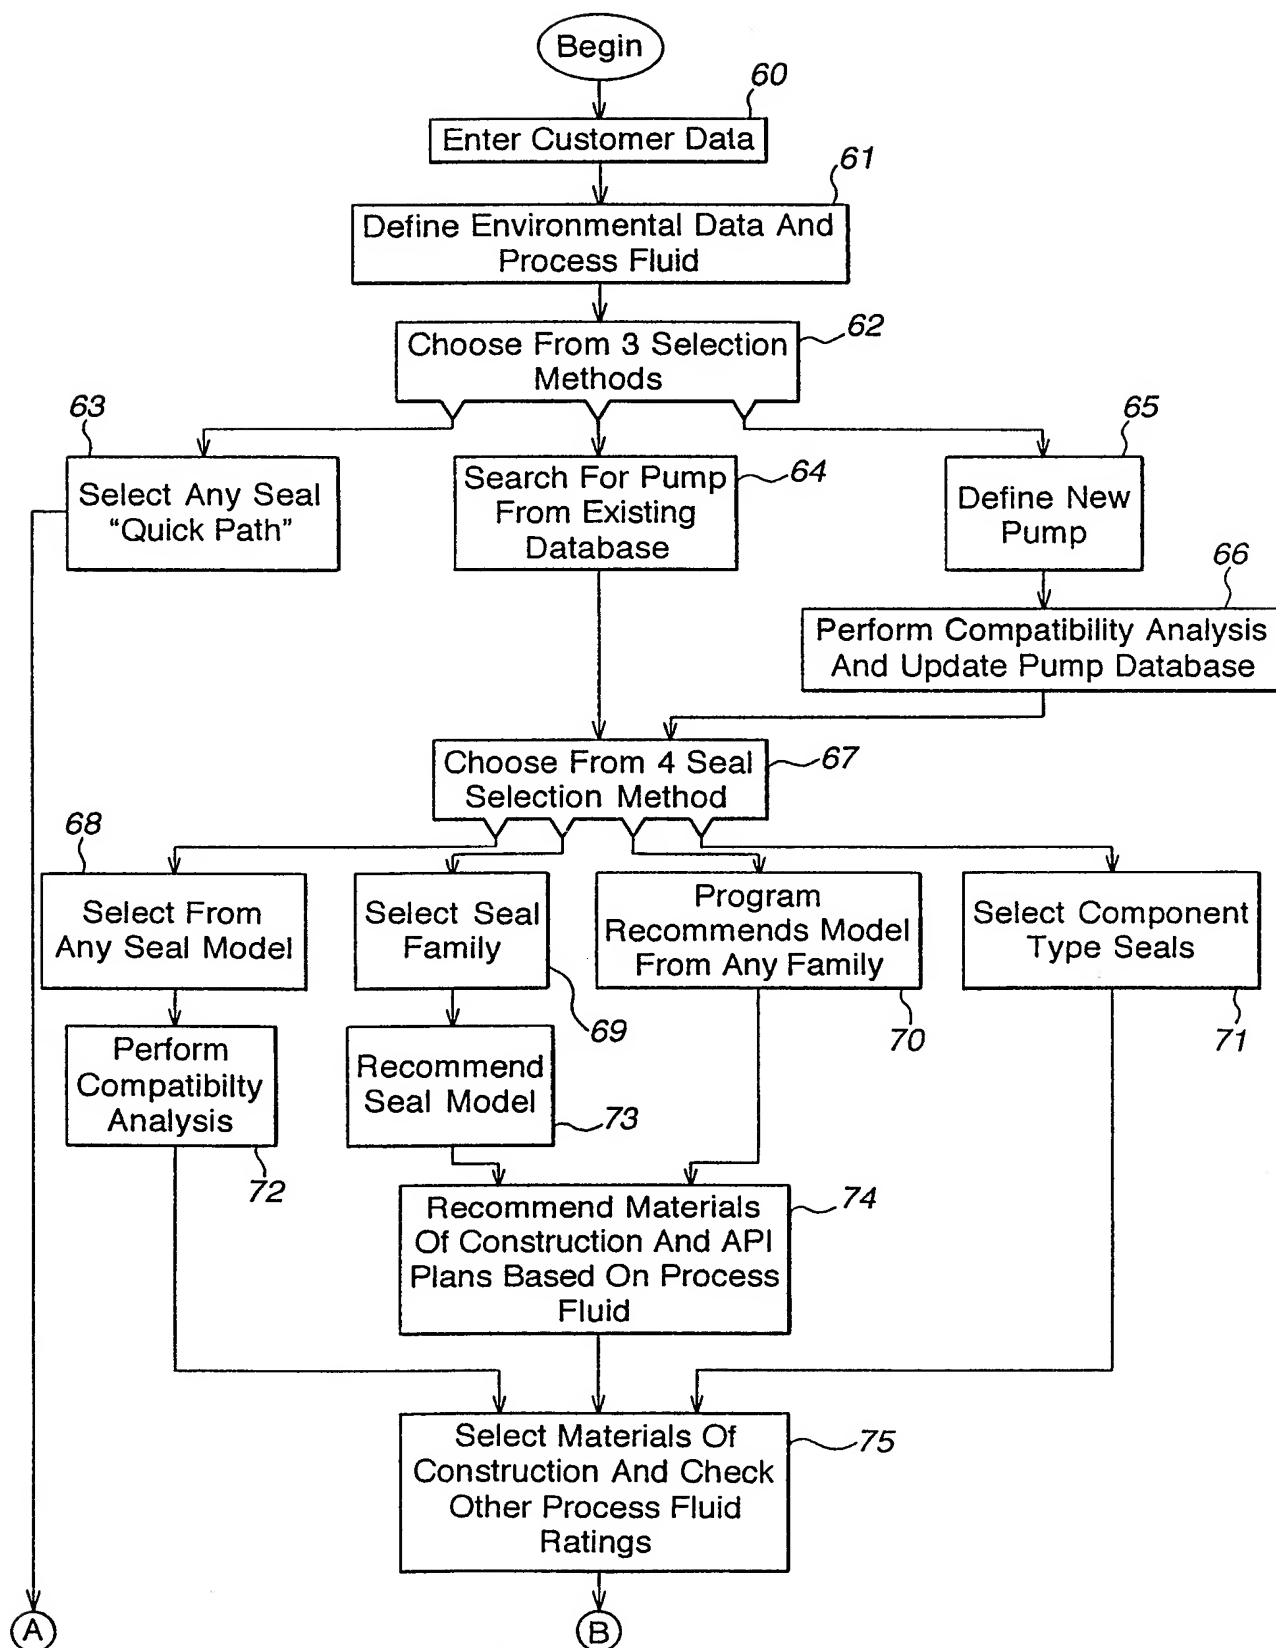 Begin
60
Enter Customer Data
61
Define Environmental Data And
Process Fluid
62
Choose From 3 Selection
Methods
63
Select Any Seal
“Quick Path”
64
Search For Pump
From Existing
Database
65
Define New
Pump
66
Perform Compatibility Analysis
And Update Pump Database
67
Choose From 4 Seal
Selection Method
68
Select From
Any Seal Model
Select Seal
Family
69
Program
Recommends Model
From Any Family
70
Select Component
Type Seals
71
Perform
Compatibilty
Analysis
72
Recommend
Seal Model
73
74
Recommend Materials
Of Construction And API
Plans Based On Process
Fluid
75
Select Materials Of
Construction And Check
Other Process Fluid
Ratings
A
B